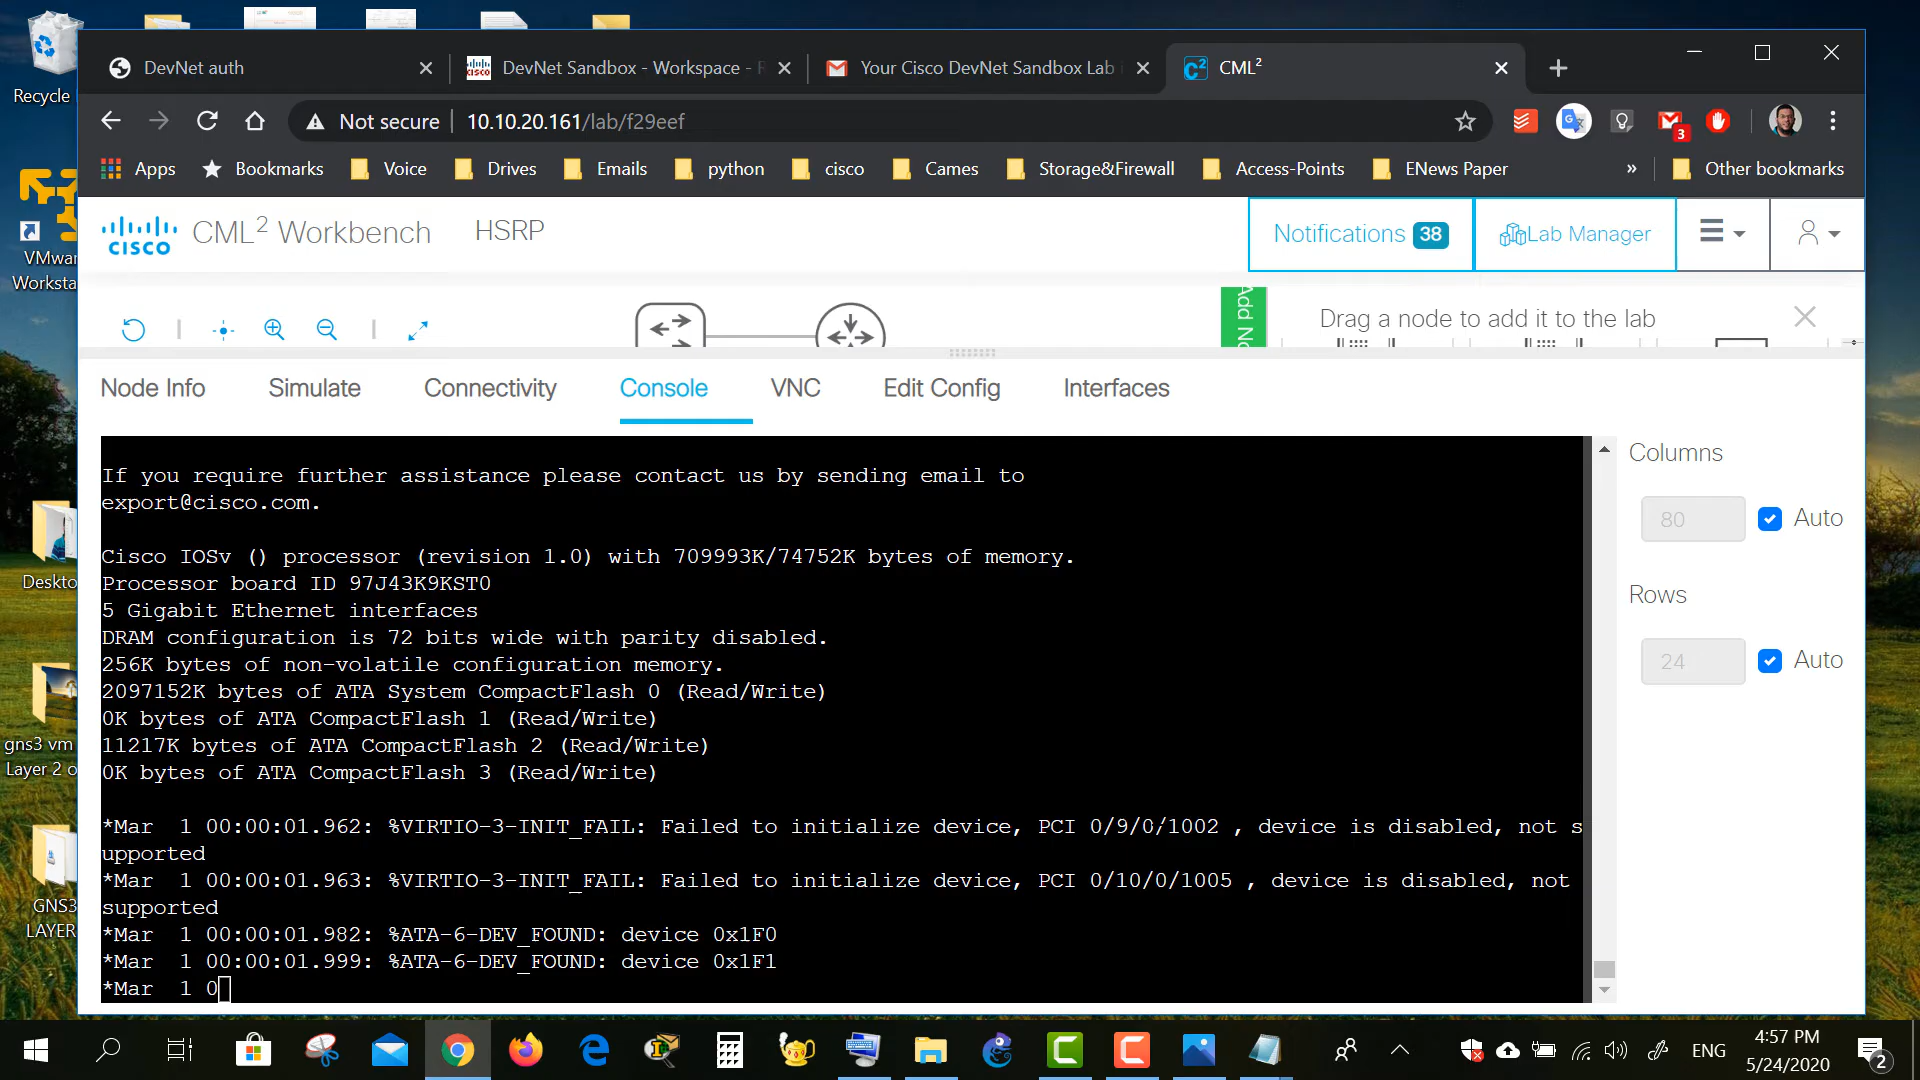 Recycle
DevNet auth
DevNet Sandbox - Workspace -
Your Cisco DevNet Sandbox Lab
CML²
Not secure
10.10.20.161/lab/f29eef
3
Apps
Bookmarks
Voice
Drives
Emails
python
cisco
Cames
Storage&Firewall
Access-Points
ENews Paper
»
Other bookmarks
CISCO
CML² Workbench
HSRP
Notifications 38
Lab Manager
VMwar
Worksta
Drag a node to add it to the lab
Node Info
Simulate
Connectivity
Console
VNC
Edit Config
Interfaces
If you require further assistance please contact us by sending email to
export@cisco.com.
Cisco IOSv () processor (revision 1.0) with 709993K/74752K bytes of memory.
Processor board ID 97J43K9KST0
5 Gigabit Ethernet interfaces
DRAM configuration is 72 bits wide with parity disabled.
256K bytes of non-volatile configuration memory.
2097152K bytes of ATA System CompactFlash 0 (Read/Write)
0K bytes of ATA CompactFlash 1 (Read/Write)
11217K bytes of ATA CompactFlash 2 (Read/Write)
0K bytes of ATA CompactFlash 3 (Read/Write)
*Mar  1 00:00:01.962: %VIRTIO-3-INIT_FAIL: Failed to initialize device, PCI 0/9/0/1002 , device is disabled, not s
upported
*Mar  1 00:00:01.963: %VIRTIO-3-INIT_FAIL: Failed to initialize device, PCI 0/10/0/1005 , device is disabled, not
supported
*Mar  1 00:00:01.982: %ATA-6-DEV_FOUND: device 0x1F0
*Mar  1 00:00:01.999: %ATA-6-DEV_FOUND: device 0x1F1
*Mar  1 0
Columns
80
Auto
Rows
24
Auto
Deskto
gns3 vm
Layer 2 o
GNS3
LAYER
ENG
4:57 PM
5/24/2020
2